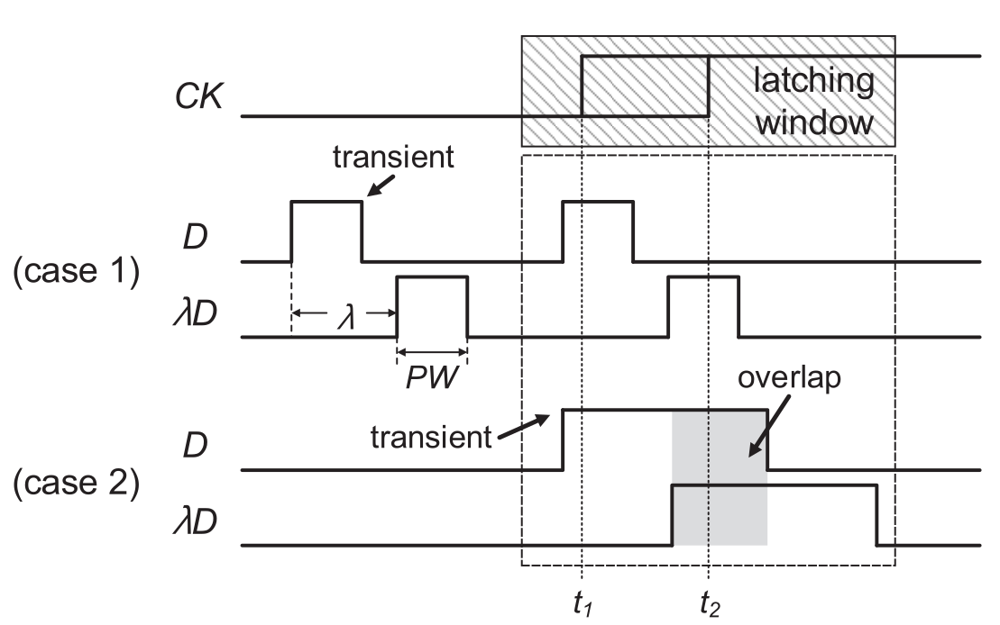 CK
latching
window
transient
D
(case 1)
λD
λ
PW
overlap
transient
D
(case 2)
λD
t1
t2